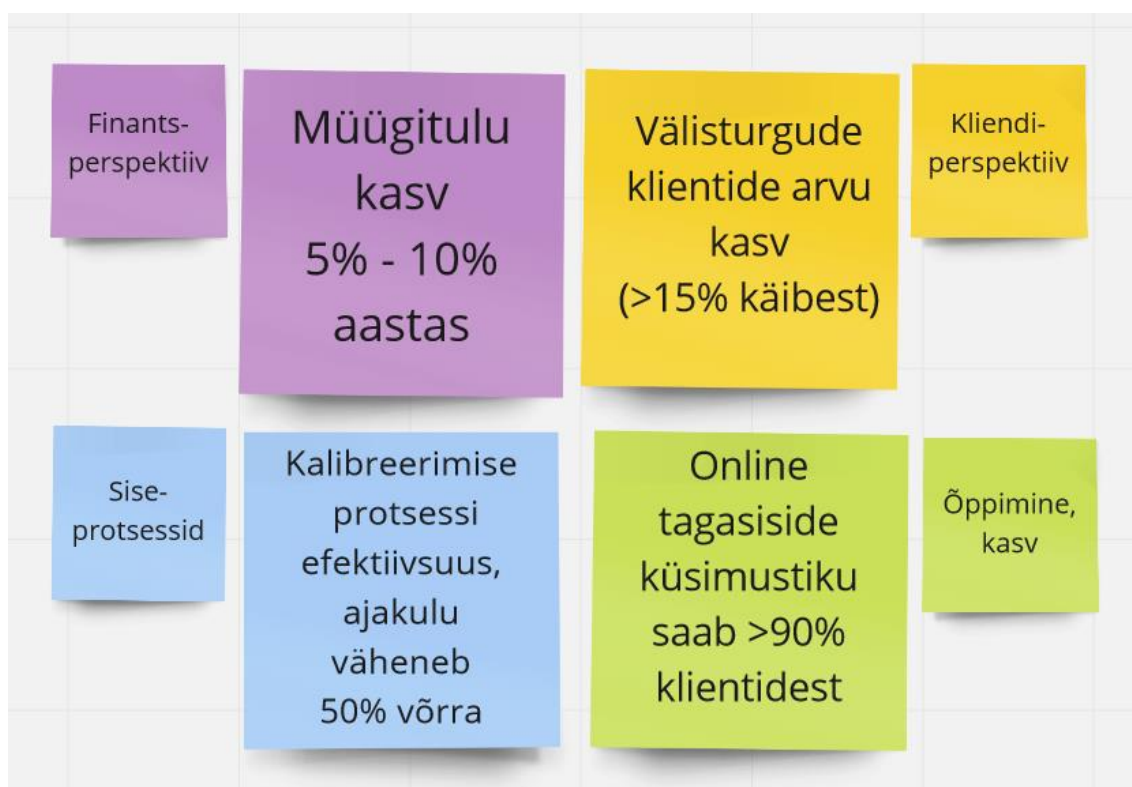 Finants-
perspektiiv
Müügitulu
kasv
5% - 10%
aastas
Välisturgude
klientide arvu
kasv
(>15% käibest)
Kliendi-
perspektiiv
Sise-
protsessid
Kalibreerimise
protsessi
efektiivsuus,
ajakulu
väheneb
50% võrra
Online
tagasiside
küsimustiku
saab >90%
klientidest
Õppimine,
kasv